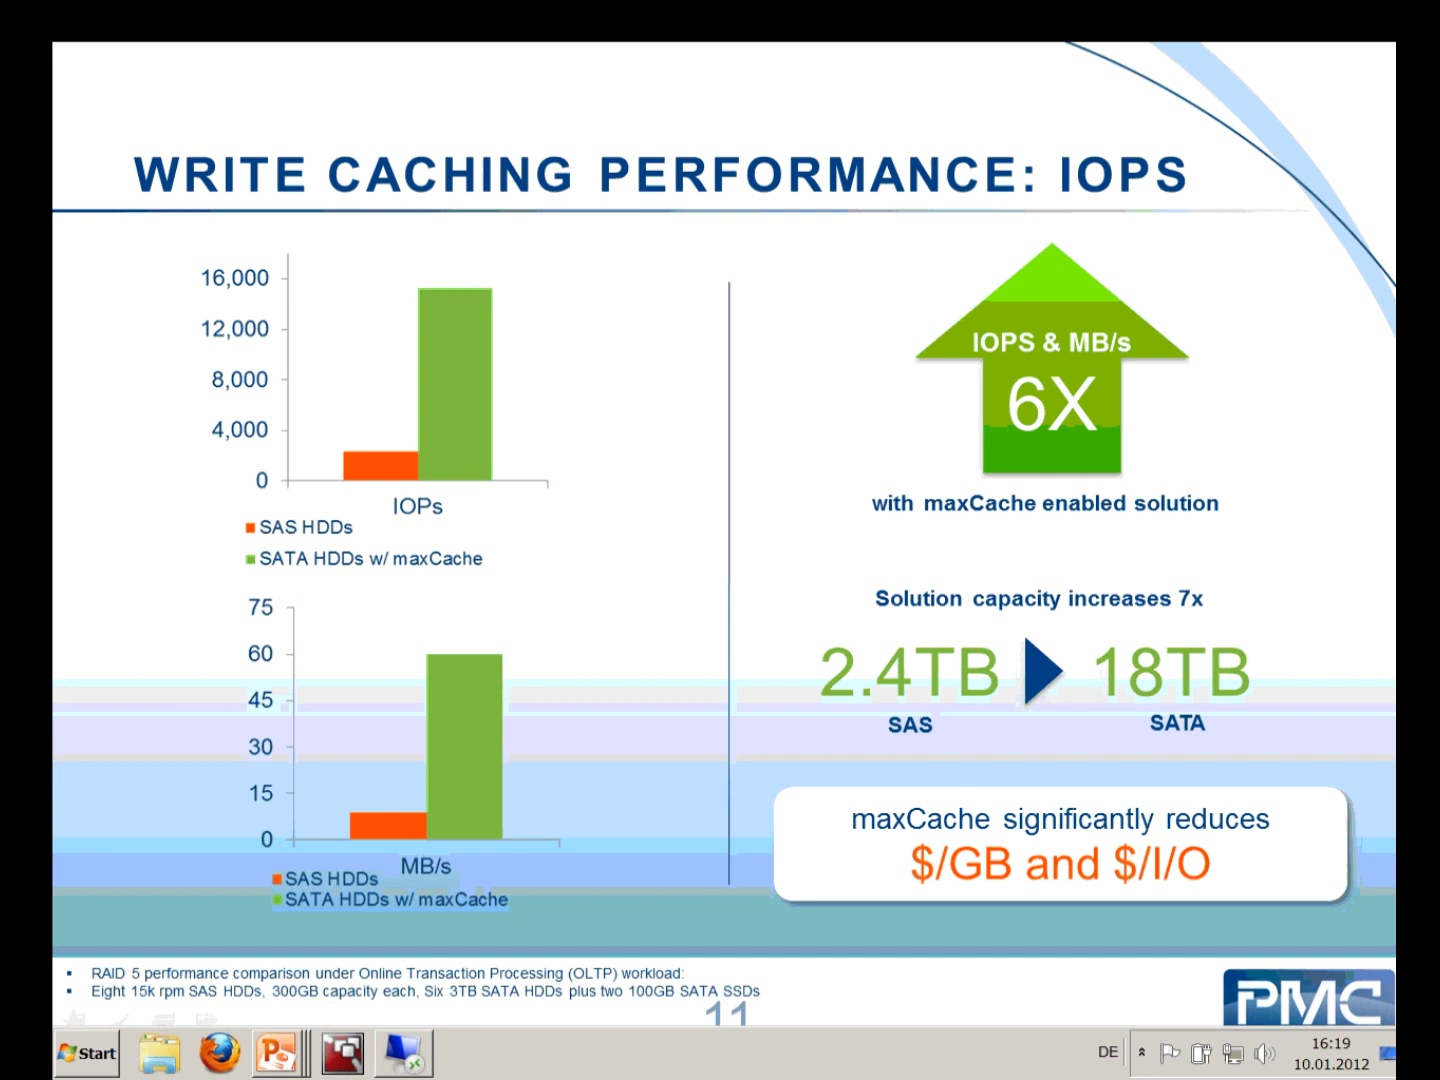 WRITE CACHING PERFORMANCE: IOPS
16,000
12,000
8,000
4,000
0
IOPs
SAS HDDs
SATA HDDs w/ maxCache
75
60
45
30
15
0
MB/s
SAS HDDs
SATA HDDs w/ maxCache
IOPS & MB/s
6X
with maxCache enabled solution
Solution capacity increases 7x
2.4TB 18TB
SAS SATA
maxCache significantly reduces
$/GB and $/I/O
RAID 5 performance comparison under Online Transaction Processing (OLTP) workload:
Eight 15k rpm SAS HDDs, 300GB capacity each, Six 3TB SATA HDDs plus two 100GB SATA SSDs
11
PMC
Start
DE
16:19
10.01.2012